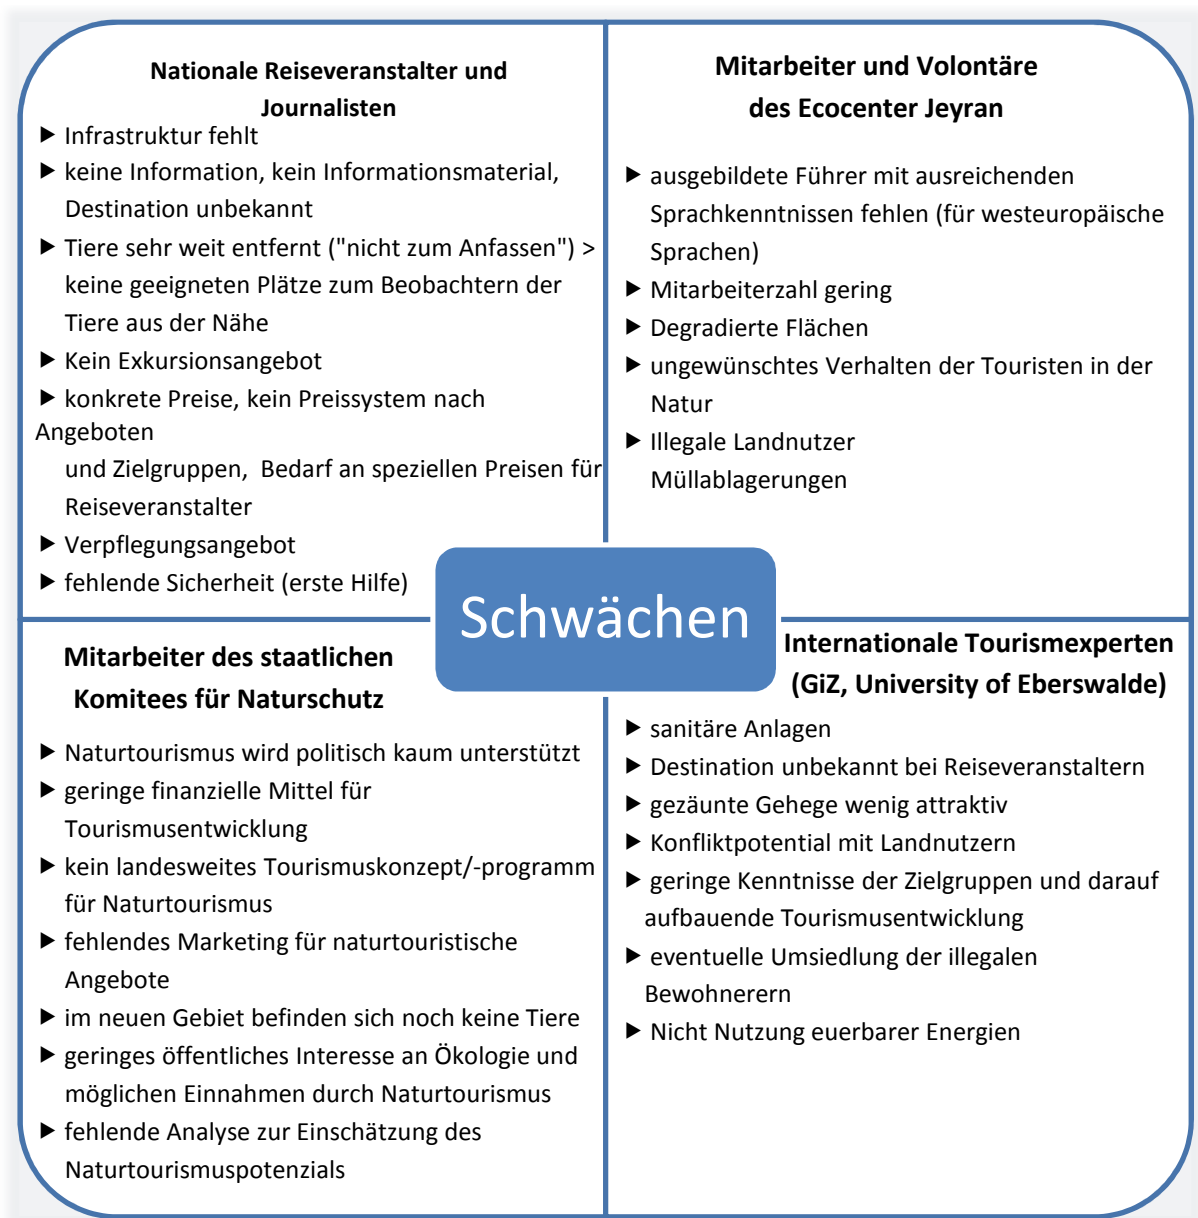 Nationale Reiseveranstalter und
Journalisten
▶ Infrastruktur fehlt
▶ keine Information, kein Informationsmaterial,
Destination unbekannt
▶ Tiere sehr weit entfernt ("nicht zum Anfassen") >
keine geeigneten Plätze zum Beobachtern der
Tiere aus der Nähe
▶ Kein Exkursionsangebot
▶ konkrete Preise, kein Preissystem nach
Angeboten
und Zielgruppen, Bedarf an speziellen Preisen für
Reiseveranstalter
▶ Verpflegungsangebot
▶ fehlende Sicherheit (erste Hilfe)
Mitarbeiter und Volontäre
des Ecocenter Jeyran
▶ ausgebildete Führer mit ausreichenden
Sprachkenntnissen fehlen (für westeuropäische
Sprachen)
▶ Mitarbeiterzahl gering
▶ Degradierte Flächen
▶ ungewünschtes Verhalten der Touristen in der
Natur
▶ Illegale Landnutzer
Müllablagerungen
Schwächen
Mitarbeiter des staatlichen
Komitees für Naturschutz
▶ Naturtourismus wird politisch kaum unterstützt
▶ geringe finanzielle Mittel für
Tourismusentwicklung
▶ kein landesweites Tourismuskonzept/-programm
für Naturtourismus
▶ fehlendes Marketing für naturtouristische
Angebote
▶ im neuen Gebiet befinden sich noch keine Tiere
▶ geringes öffentliches Interesse an Ökologie und
möglichen Einnahmen durch Naturtourismus
▶ fehlende Analyse zur Einschätzung des
Naturtourismuspotenzials
Internationale Tourismexperten
(GiZ, University of Eberswalde)
▶ sanitäre Anlagen
▶ Destination unbekannt bei Reiseveranstaltern
▶ gezäunte Gehege wenig attraktiv
▶ Konfliktpotential mit Landnutzern
▶ geringe Kenntnisse der Zielgruppen und darauf
aufbauende Tourismusentwicklung
▶ eventuelle Umsiedlung der illegalen
Bewohnerern
▶ Nicht Nutzung euerbarer Energien